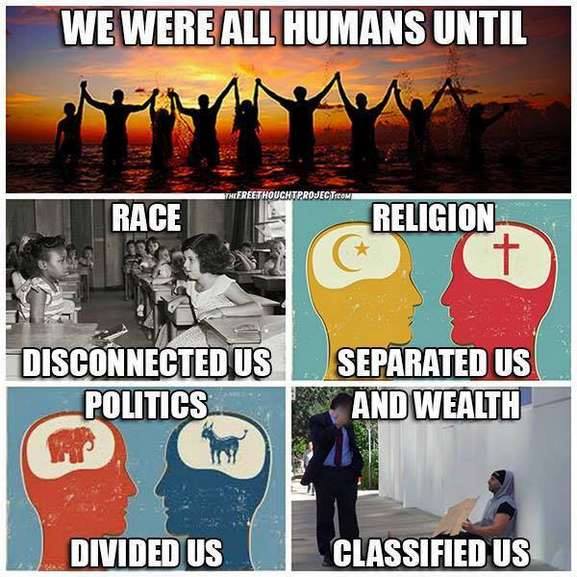 WE WERE ALL HUMANS UNTIL
THEFREETHOUGHTPROJECT.COM
RACE
DISCONNECTED US
RELIGION
SEPARATED US
POLITICS
DIVIDED US
AND WEALTH
CLASSIFIED US